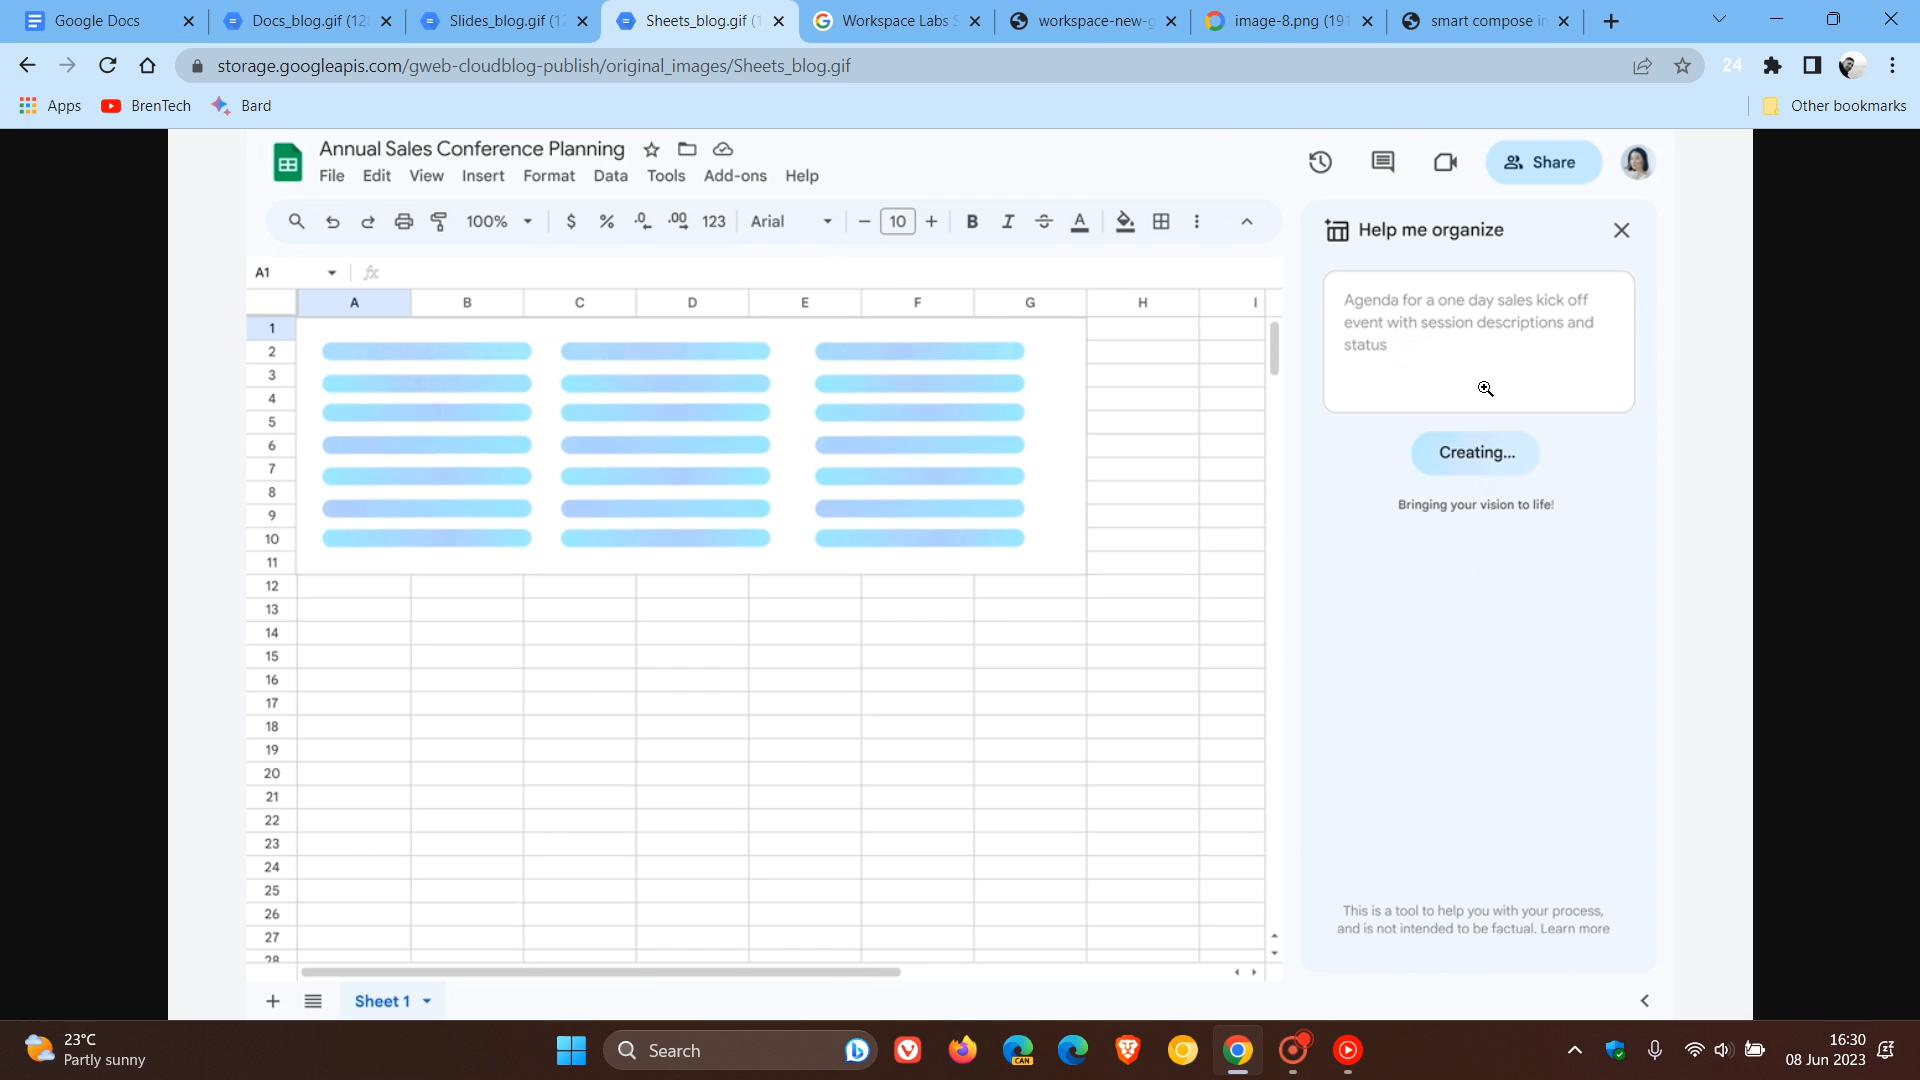 Google Docs
Docs_blog.gif (128
Slides_blog.gif (12
Sheets_blog.gif (1
Workspace Labs S
workspace-new-g
image-8.png (191
smart compose in
storage.googleapis.com/gweb-cloudblog-publish/original_images/Sheets_blog.gif
24
Apps
BrenTech
Bard
Other bookmarks
Annual Sales Conference Planning
File Edit View Insert Format Data Tools Add-ons Help
Share
100% $ % .0 .00 123 Arial 10 B I S A
Help me organize
A1 fx
A B C D E F G H I
Agenda for a one day sales kick off
event with session descriptions and
status
Creating...
Bringing your vision to life!
1
2
3
4
5
6
7
8
9
10
11
12
13
14
15
16
17
18
19
20
21
22
23
24
25
26
27
28
This is a tool to help you with your process,
and is not intended to be factual. Learn more
Sheet 1
23°C
Partly sunny
Search
CAN
16:30
08 Jun 2023